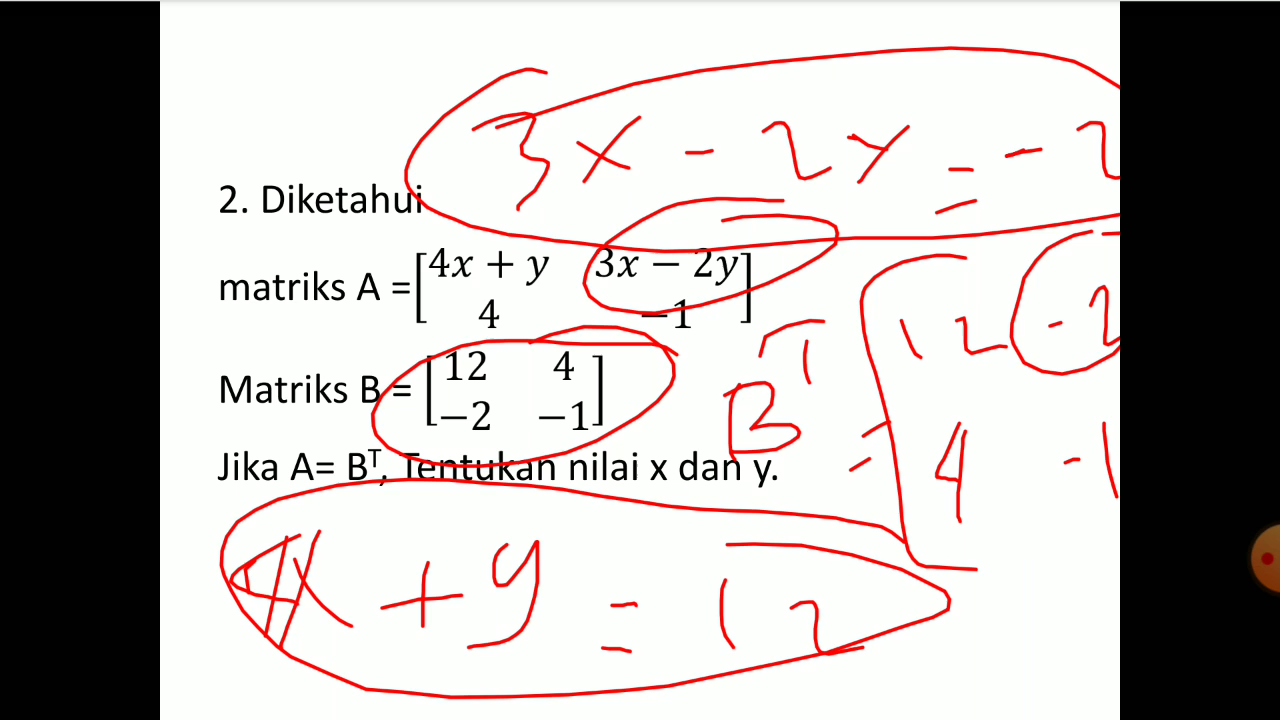 3x - 2y = -2
2. Diketahui
matriks A = [4x + y 3x − 2y
4 −1]
Matriks B = [12 4
−2 −1]
B^T = [12 -2
4 -1
Jika A= B^T, Tentukan nilai x dan y.
4x + y = 12